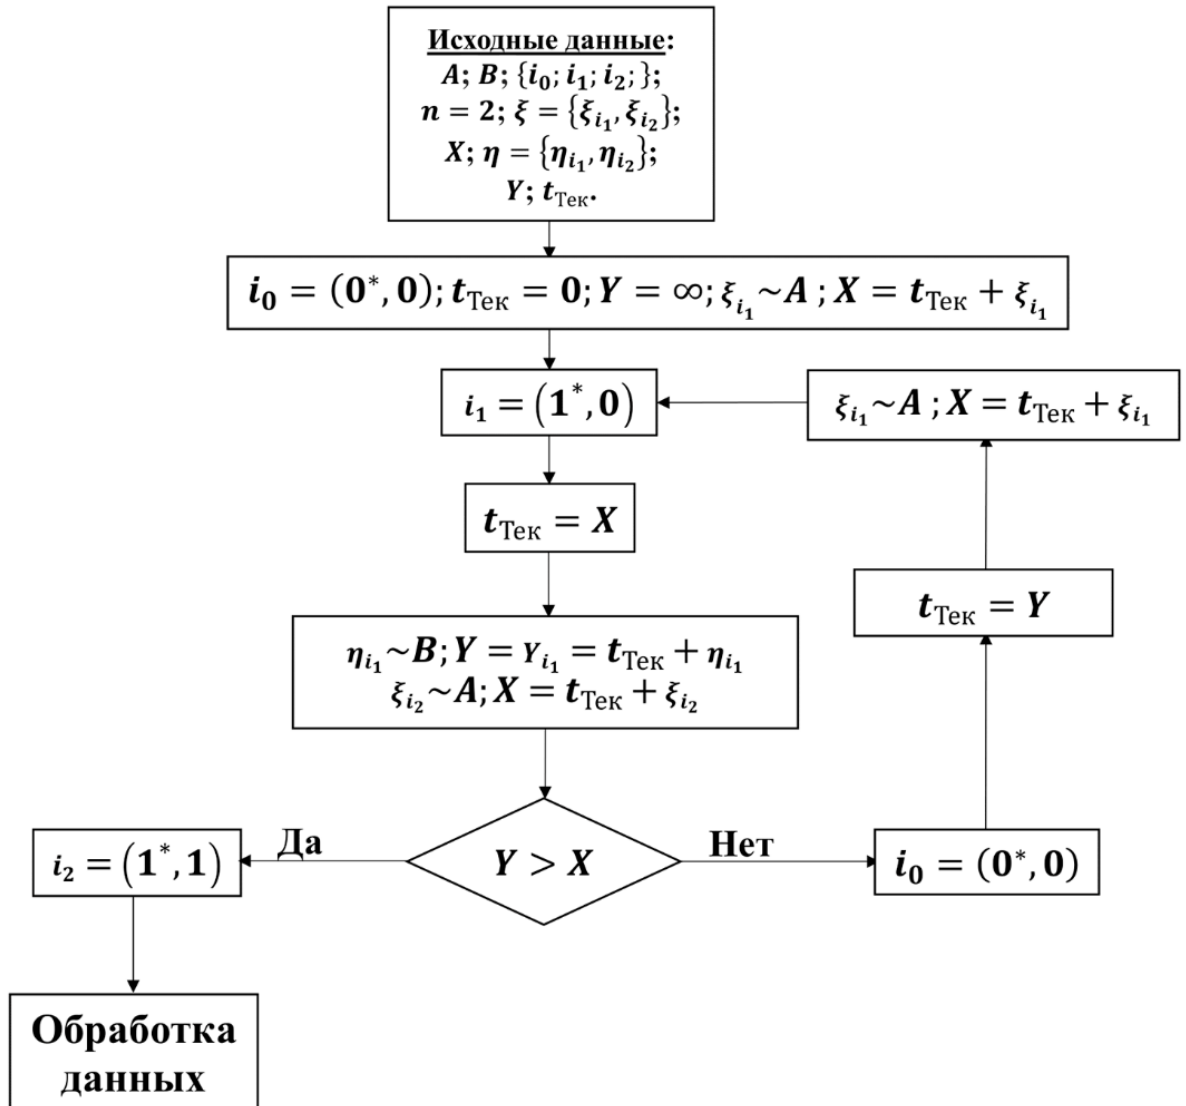 Исходные данные:
A; B; {i₀; i₁; i₂; };
n = 2; ξ = {ξ_{i₁}, ξ_{i₂}};
X; η = {η_{i₁}, η_{i₂}};
Y; t_Тек.
i₀ = (0*, 0); t_Тек = 0; Y = ∞; ξ_{i₁}~A ; X = t_Тек + ξ_{i₁}
i₁ = (1*, 0)
ξ_{i₁}~A ; X = t_Тек + ξ_{i₁}
t_Тек = X
t_Тек = Y
η_{i₁}~B; Y = Y_{i₁} = t_Тек + η_{i₁}
ξ_{i₂}~A; X = t_Тек + ξ_{i₂}
Да
Y > X
Нет
i₂ = (1*, 1)
i₀ = (0*, 0)
Обработка
данных